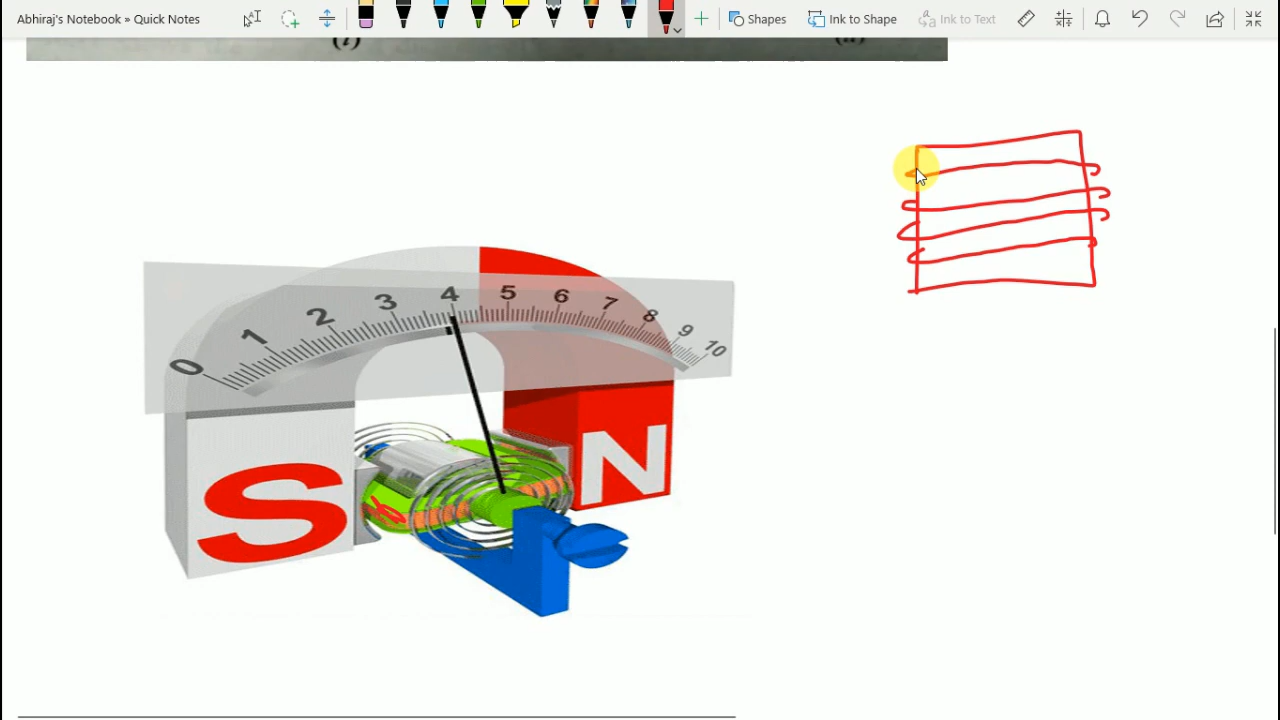 Abhiraj's Notebook » Quick Notes
Shapes
Ink to Shape
Ink to Text
(i)
(ii)
0 1 2 3 4 5 6 7 8 9 10
S
N